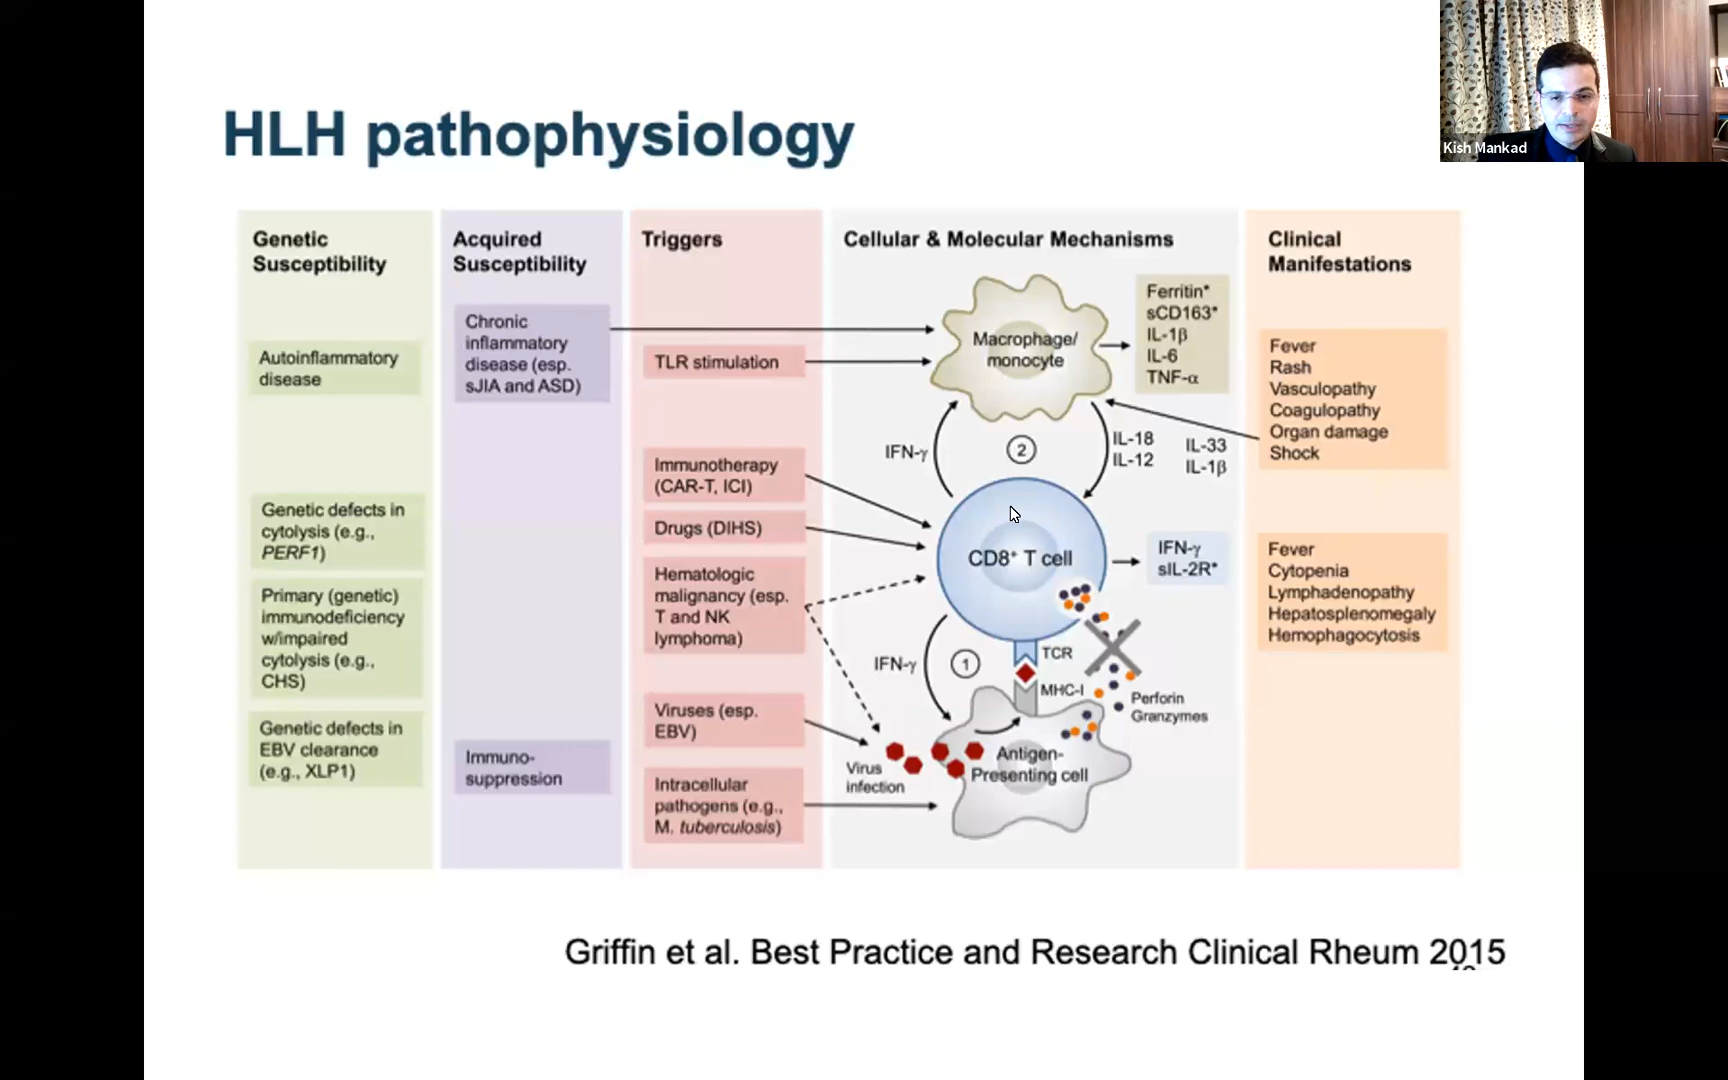 Kish Mankad
HLH pathophysiology
Genetic
Susceptibility
Autoinflammatory
disease
Genetic defects in
cytolysis (e.g.,
PERF1)
Primary (genetic)
immunodeficiency
w/impaired
cytolysis (e.g.,
CHS)
Genetic defects in
EBV clearance
(e.g., XLP1)
Acquired
Susceptibility
Chronic
inflammatory
disease (esp.
sJIA and ASD)
Immuno-
suppression
Triggers
TLR stimulation
Immunotherapy
(CAR-T, ICI)
Drugs (DIHS)
Hematologic
malignancy (esp.
T and NK
lymphoma)
Viruses (esp.
EBV)
Intracellular
pathogens (e.g.,
M. tuberculosis)
Cellular & Molecular Mechanisms
Macrophage/
monocyte
Ferritin*
sCD163*
IL-1β
IL-6
TNF-α
IFN-γ
2
IL-18
IL-12
IL-33
IL-1β
CD8+ T cell
IFN-γ
sIL-2R*
IFN-γ
1
TCR
MHC-I
Perforin
Granzymes
Virus
infection
Antigen-
Presenting cell
Clinical
Manifestations
Fever
Rash
Vasculopathy
Coagulopathy
Organ damage
Shock
Fever
Cytopenia
Lymphadenopathy
Hepatosplenomegaly
Hemophagocytosis
Griffin et al. Best Practice and Research Clinical Rheum 2015